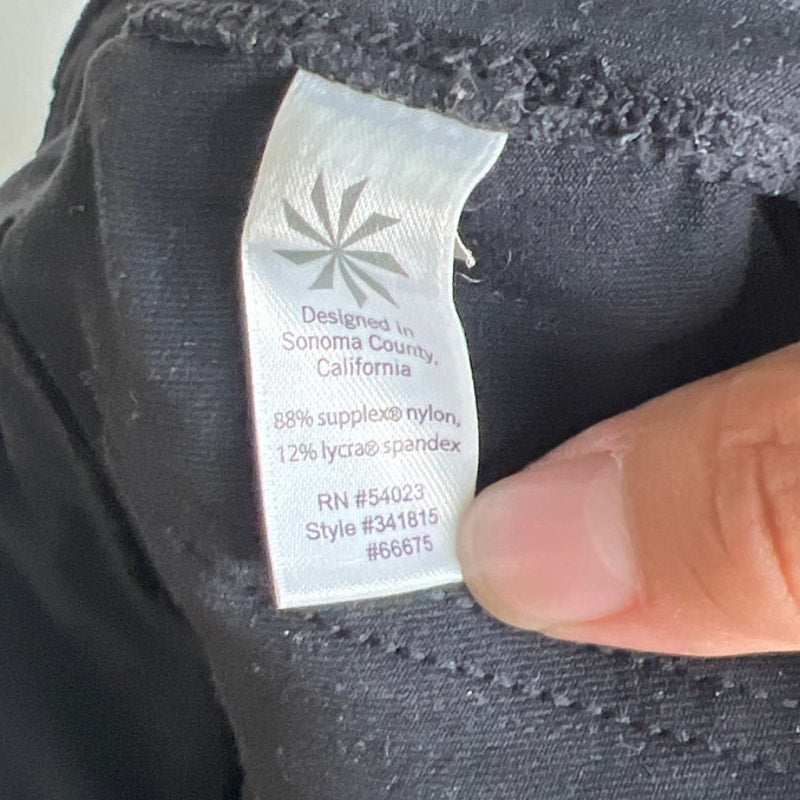 Designed in
Sonoma County,
California
88% supplex® nylon,
12% lycra® spandex
RN #54023
Style #341815
#66675